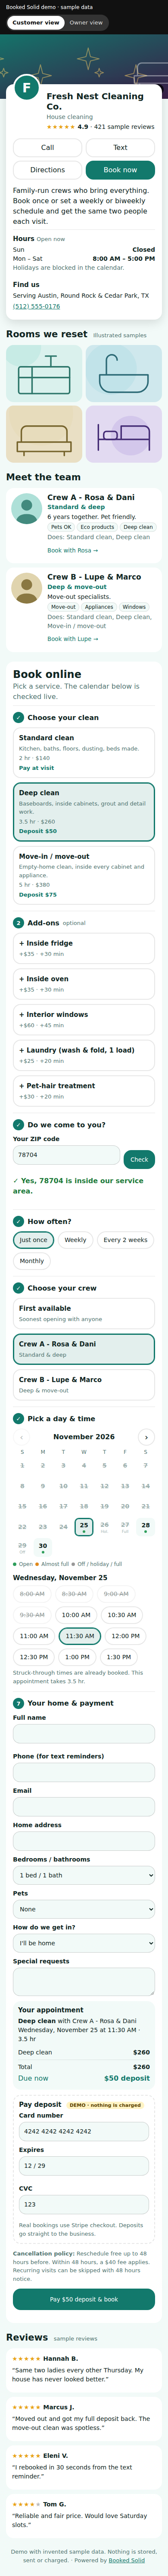 Booked Solid demo · sample data
Customer view
Owner view
F
Fresh Nest Cleaning
Co.
House cleaning
★★★★★ 4.9 · 421 sample reviews
Call
Text
Directions
Book now
Family-run crews who bring everything.
Book once or set a weekly or biweekly
schedule and get the same two people
each visit.
Hours Open now
Sun Closed
Mon – Sat 8:00 AM – 5:00 PM
Holidays are blocked in the calendar.
Find us
Serving Austin, Round Rock & Cedar Park, TX
(512) 555-0176
Rooms we reset illustrated samples
Meet the team
Crew A - Rosa & Dani
Standard & deep
6 years together. Pet friendly.
Pets OK
Eco products
Deep clean
Does: Standard clean, Deep clean
Book with Rosa →
Crew B - Lupe & Marco
Deep & move-out
Move-out specialists.
Move-out
Appliances
Windows
Does: Standard clean, Deep clean,
Move-in / move-out
Book with Lupe →
Book online
Pick a service. The calendar below is
checked live.
✓ Choose your clean
Standard clean
Kitchen, baths, floors, dusting, beds made.
2 hr · $140
Pay at visit
Deep clean
Baseboards, inside cabinets, grout and detail
work.
3.5 hr · $260
Deposit $50
Move-in / move-out
Empty-home clean, inside every cabinet and
appliance.
5 hr · $380
Deposit $75
2 Add-ons optional
+ Inside fridge
+$35 · +30 min
+ Inside oven
+$35 · +30 min
+ Interior windows
+$60 · +45 min
+ Laundry (wash & fold, 1 load)
+$25 · +20 min
+ Pet-hair treatment
+$30 · +20 min
✓ Do we come to you?
Your ZIP code
78704
Check
✓ Yes, 78704 is inside our service
area.
✓ How often?
Just once
Weekly
Every 2 weeks
Monthly
✓ Choose your crew
First available
Soonest opening with anyone
Crew A - Rosa & Dani
Standard & deep
Crew B - Lupe & Marco
Deep & move-out
✓ Pick a day & time
‹ November 2026 ›
S M T W T F S
1 2 3 4 5 6 7
8 9 10 11 12 13 14
15 16 17 18 19 20 21
22 23 24 25 26 27 28
29 30
Open Almost full Off / holiday / full
Wednesday, November 25
8:00 AM 8:30 AM 9:00 AM
9:30 AM 10:00 AM 10:30 AM
11:00 AM 11:30 AM 12:00 PM
12:30 PM 1:00 PM 1:30 PM
Struck-through times are already booked. This
appointment takes 3.5 hr.
7 Your home & payment
Full name
Phone (for text reminders)
Email
Home address
Bedrooms / bathrooms
1 bed / 1 bath
Pets
None
How do we get in?
I'll be home
Special requests
Your appointment
Deep clean with Crew A - Rosa & Dani
Wednesday, November 25 at 11:30 AM ·
3.5 hr
Deep clean $260
Total $260
Due now $50 deposit
Pay deposit DEMO · nothing is charged
Card number
4242 4242 4242 4242
Expires
12 / 29
CVC
123
Real bookings use Stripe checkout. Deposits
go straight to the business.
Cancellation policy: Reschedule free up to 48
hours before. Within 48 hours, a $40 fee applies.
Recurring visits can be skipped with 48 hours
notice.
Pay $50 deposit & book
Reviews sample reviews
★★★★★ Hannah B.
“Same two ladies every other Thursday. My
house has never looked better.”
★★★★★ Marcus J.
“Moved out and got my full deposit back. The
move-out clean was spotless.”
★★★★★ Eleni V.
“I rebooked in 30 seconds from the text
reminder.”
★★★★★ Tom G.
“Reliable and fair price. Would love Saturday
slots.”
Demo with invented sample data. Nothing is stored,
sent or charged. · Powered by Booked Solid